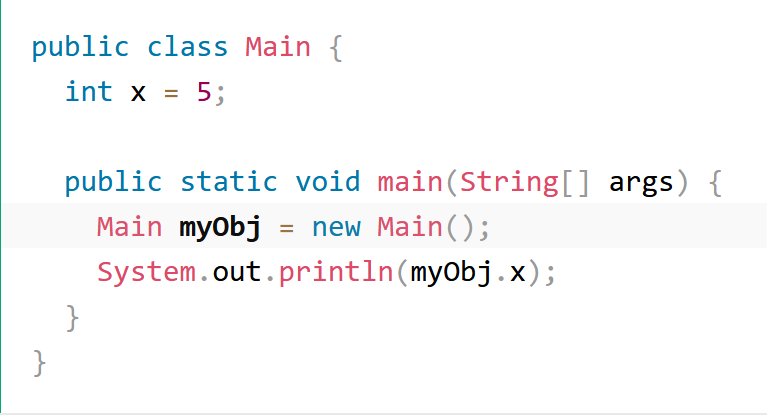 public class Main {
int x = 5;
public static void main(String[] args) {
Main myObj = new Main();
System.out.println(myObj.x);
}
}